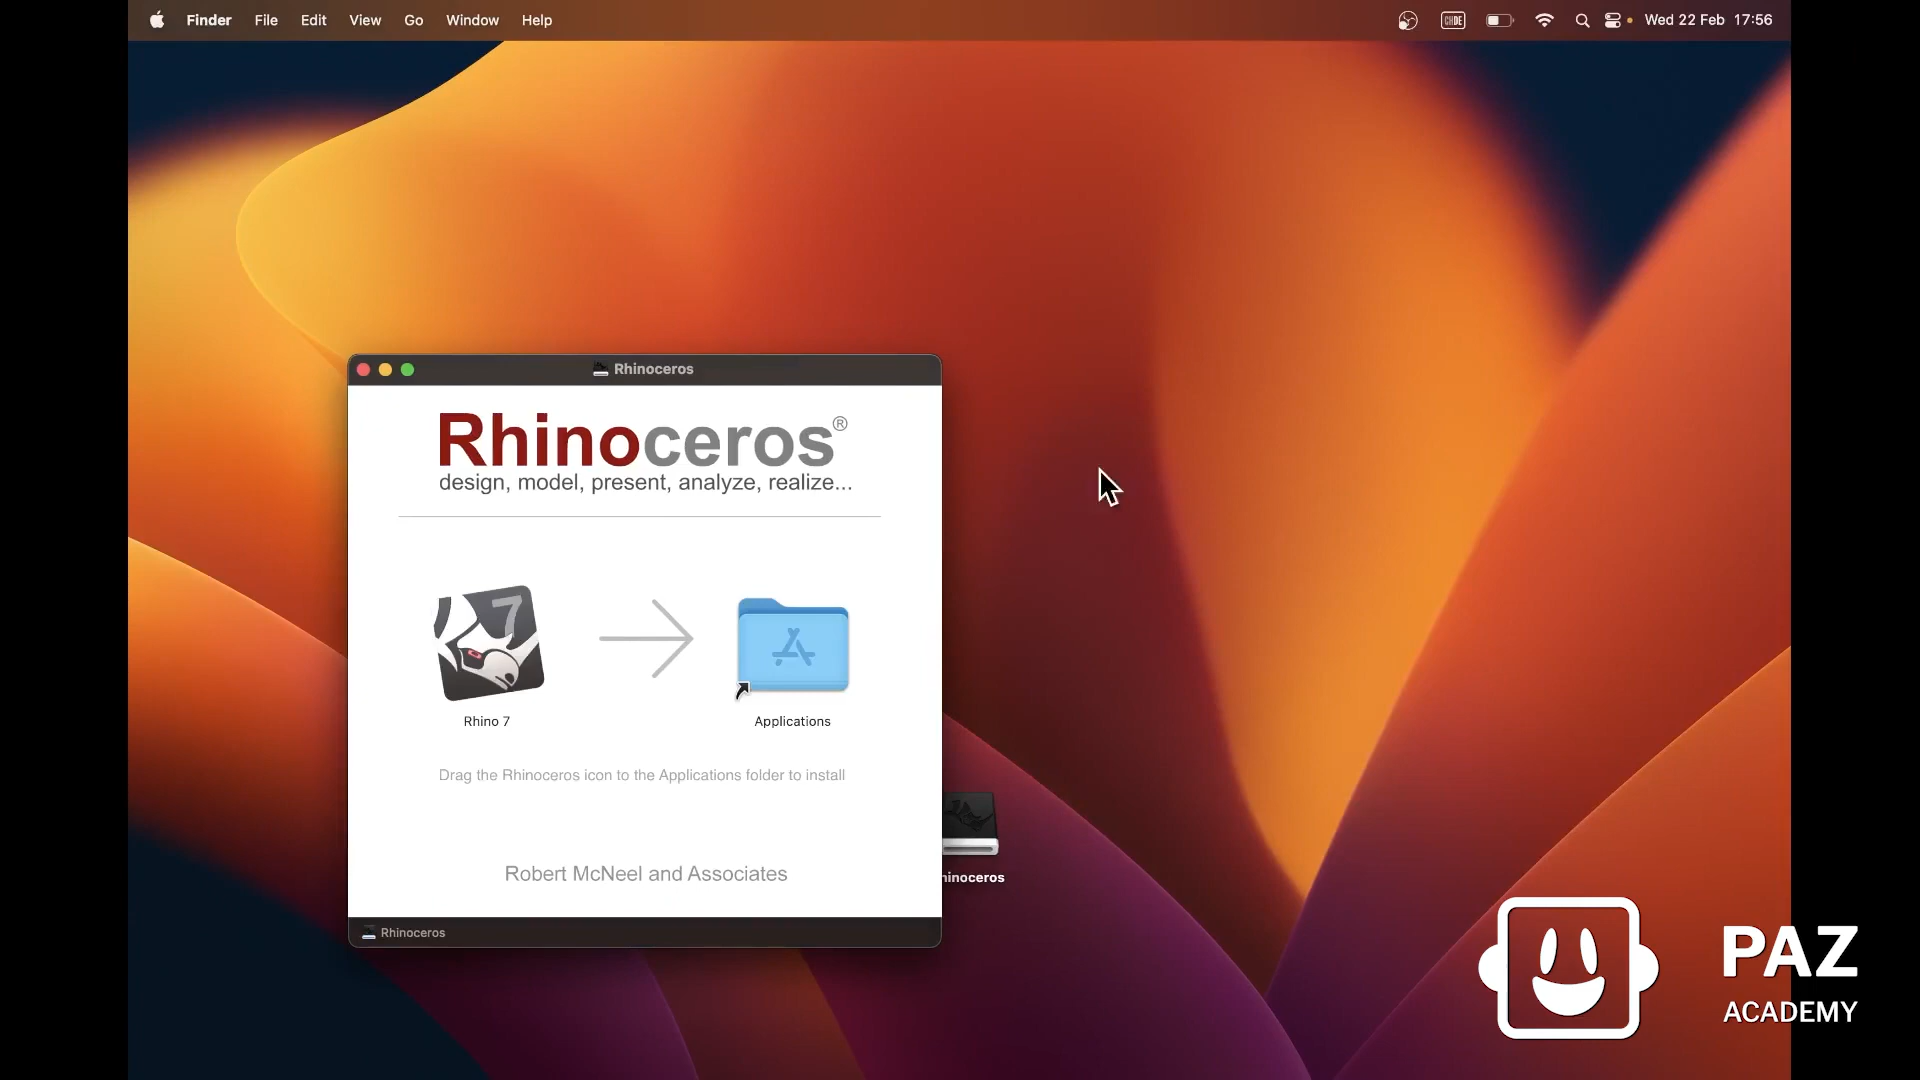 Finder File Edit View Go Window Help
Wed 22 Feb 17:56
Rhinoceros
Rhinoceros®
design, model, present, analyze, realize...
7
Rhino 7
Applications
Drag the Rhinoceros icon to the Applications folder to install
hinoceros
Robert McNeel and Associates
Rhinoceros
PAZ
ACADEMY